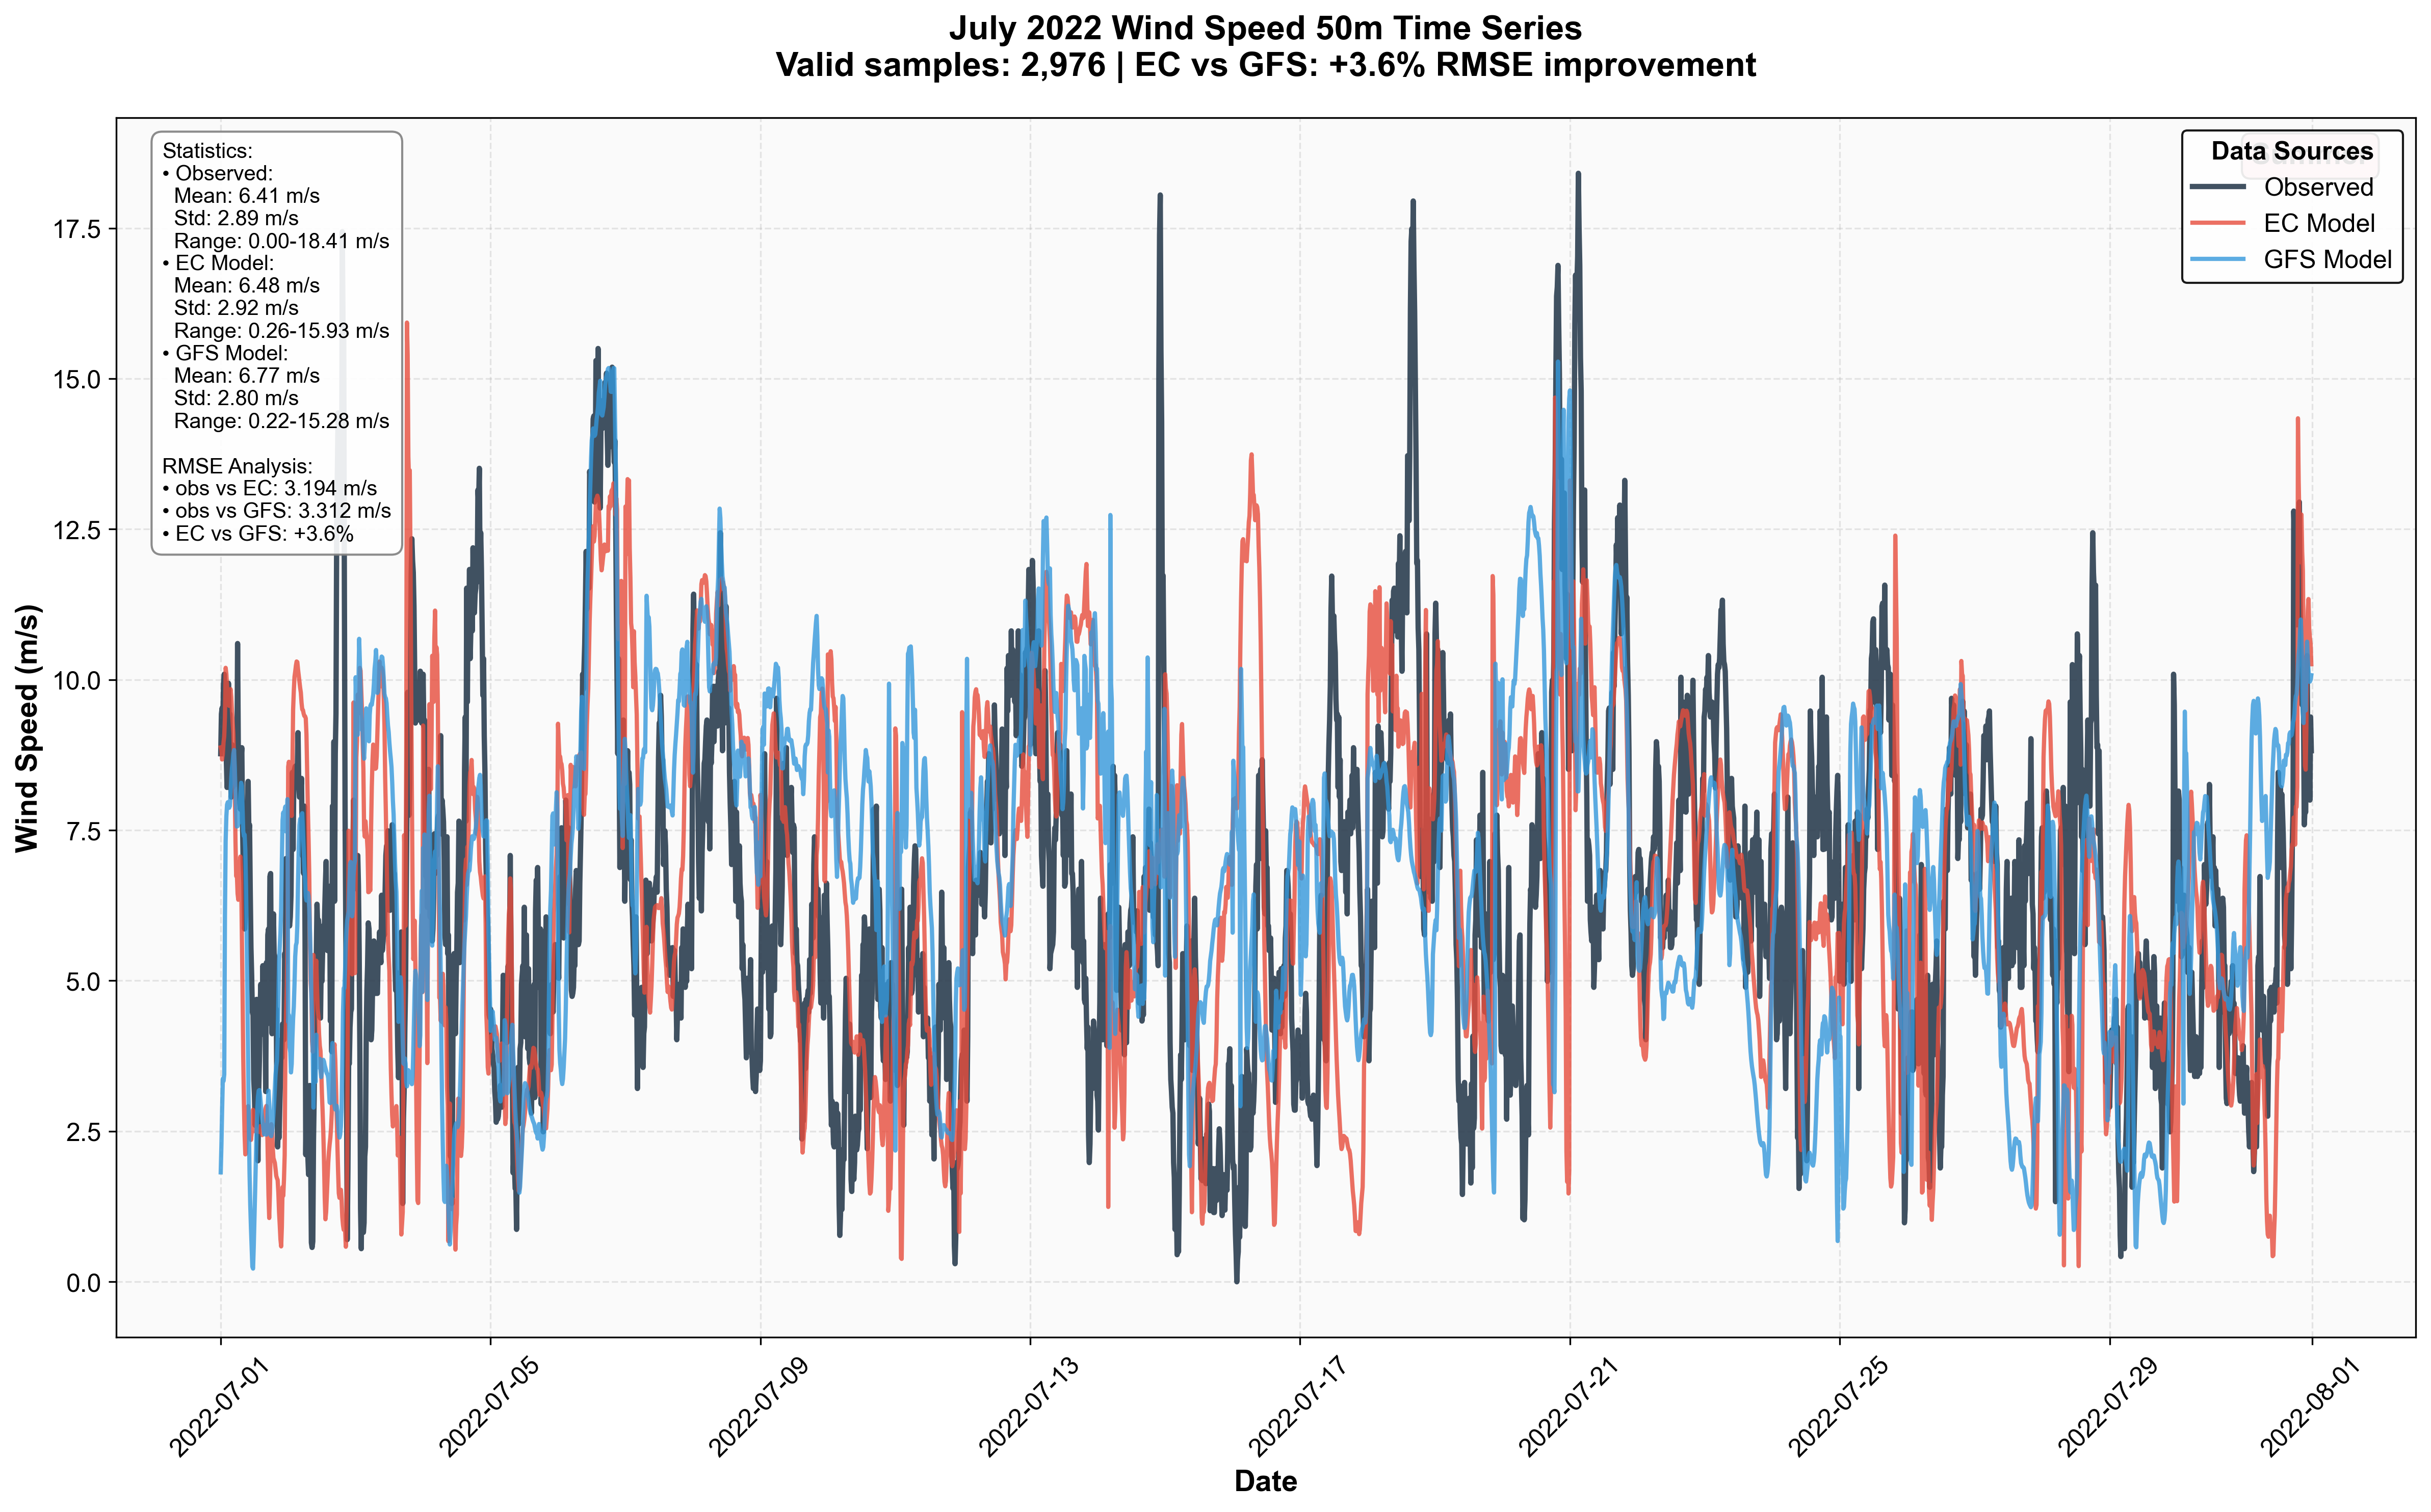 July 2022 Wind Speed 50m Time Series
Valid samples: 2,976 | EC vs GFS: +3.6% RMSE improvement
Statistics:
• Observed:
Mean: 6.41 m/s
Std: 2.89 m/s
Range: 0.00-18.41 m/s
• EC Model:
Mean: 6.48 m/s
Std: 2.92 m/s
Range: 0.26-15.93 m/s
• GFS Model:
Mean: 6.77 m/s
Std: 2.80 m/s
Range: 0.22-15.28 m/s
RMSE Analysis:
• obs vs EC: 3.194 m/s
• obs vs GFS: 3.312 m/s
• EC vs GFS: +3.6%
Data Sources
Observed
EC Model
GFS Model
Wind Speed (m/s)
17.5
15.0
12.5
10.0
7.5
5.0
2.5
0.0
2022-07-01
2022-07-05
2022-07-09
2022-07-13
2022-07-17
2022-07-21
2022-07-25
2022-07-29
2022-08-01
Date